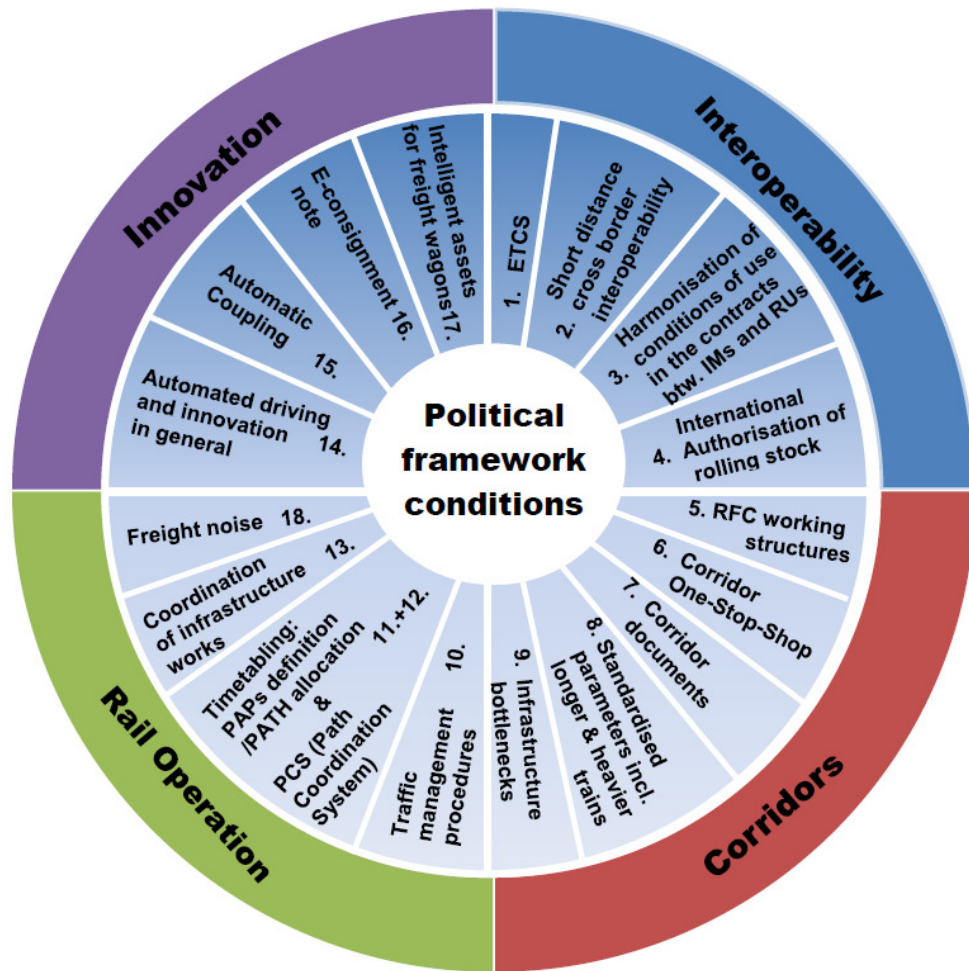 Innovation
Interoperability
Corridors
Rail Operation
Political
framework
conditions
1. ETCS
Short distance
2. cross border
interoperability
Harmonisation of
3. conditions of use
in the contracts
btw. IMs and RUs
International
4. Authorisation of
rolling stock
5. RFC working
structures
6. Corridor
One-Stop-Shop
7. Corridor
documents
8. Standardised
parameters incl.
longer & heavier
trains
9. Infrastructure
bottlenecks
10.
Traffic
management
procedures
11.+12.
Timetabling:
PAPs definition
/PATH allocation
&
PCS (Path
Coordination
System)
Coordination
of infrastructure 13.
works
Freight noise 18.
Automated driving
and innovation
in general 14.
Automatic
Coupling 15.
E-consignment 16.
note
Intelligent assets
for freight wagons17.